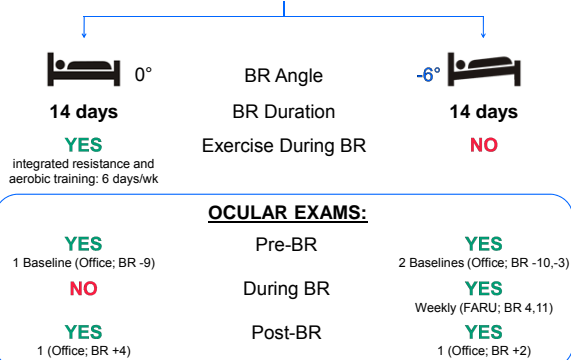 0° BR Angle -6°
14 days BR Duration 14 days
YES Exercise During BR NO
integrated resistance and
aerobic training: 6 days/wk
OCULAR EXAMS:
YES Pre-BR YES
1 Baseline (Office; BR -9) 2 Baselines (Office; BR -10,-3)
NO During BR YES
Weekly (FARU; BR 4,11)
YES Post-BR YES
1 (Office; BR +4) 1 (Office; BR +2)